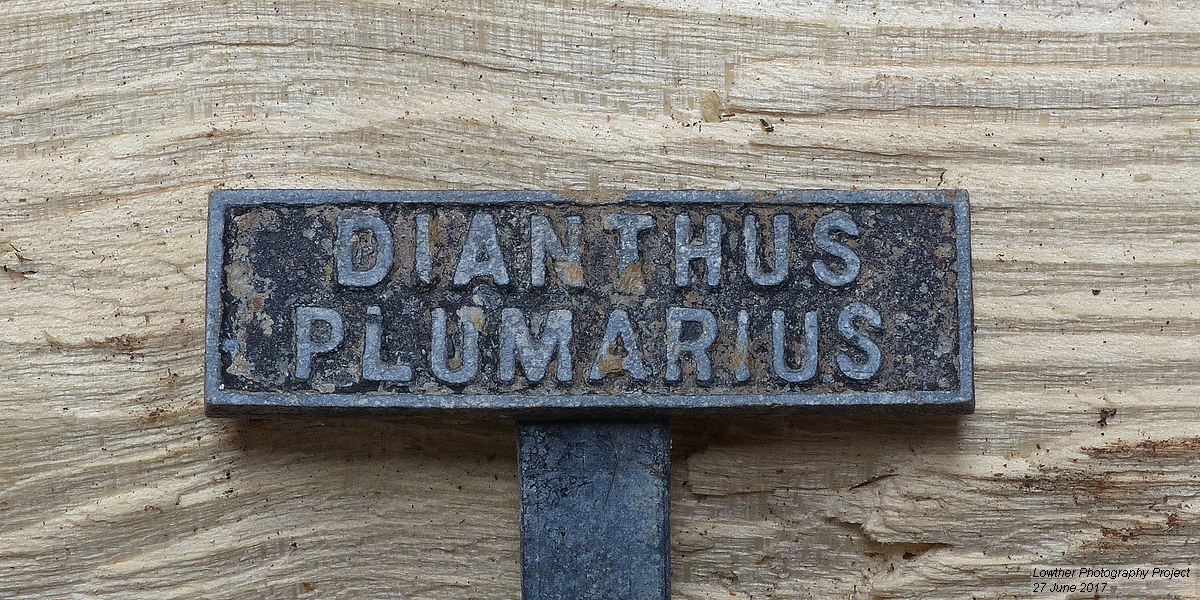 DIANTHUS
PLUMARIUS
Lowther Photography Project
27 June 2017